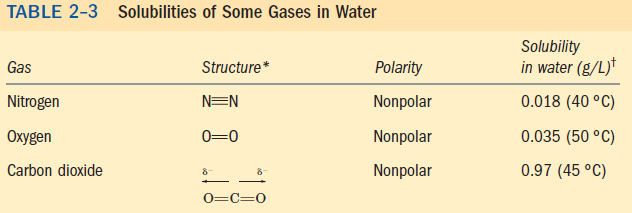 TABLE 2–3 Solubilities of Some Gases in Water
Gas Structure* Polarity Solubility in water (g/L)†
Nitrogen N≡N Nonpolar 0.018 (40 °C)
Oxygen O=O Nonpolar 0.035 (50 °C)
Carbon dioxide δ⁻ δ⁻ Nonpolar 0.97 (45 °C)
O=C=O